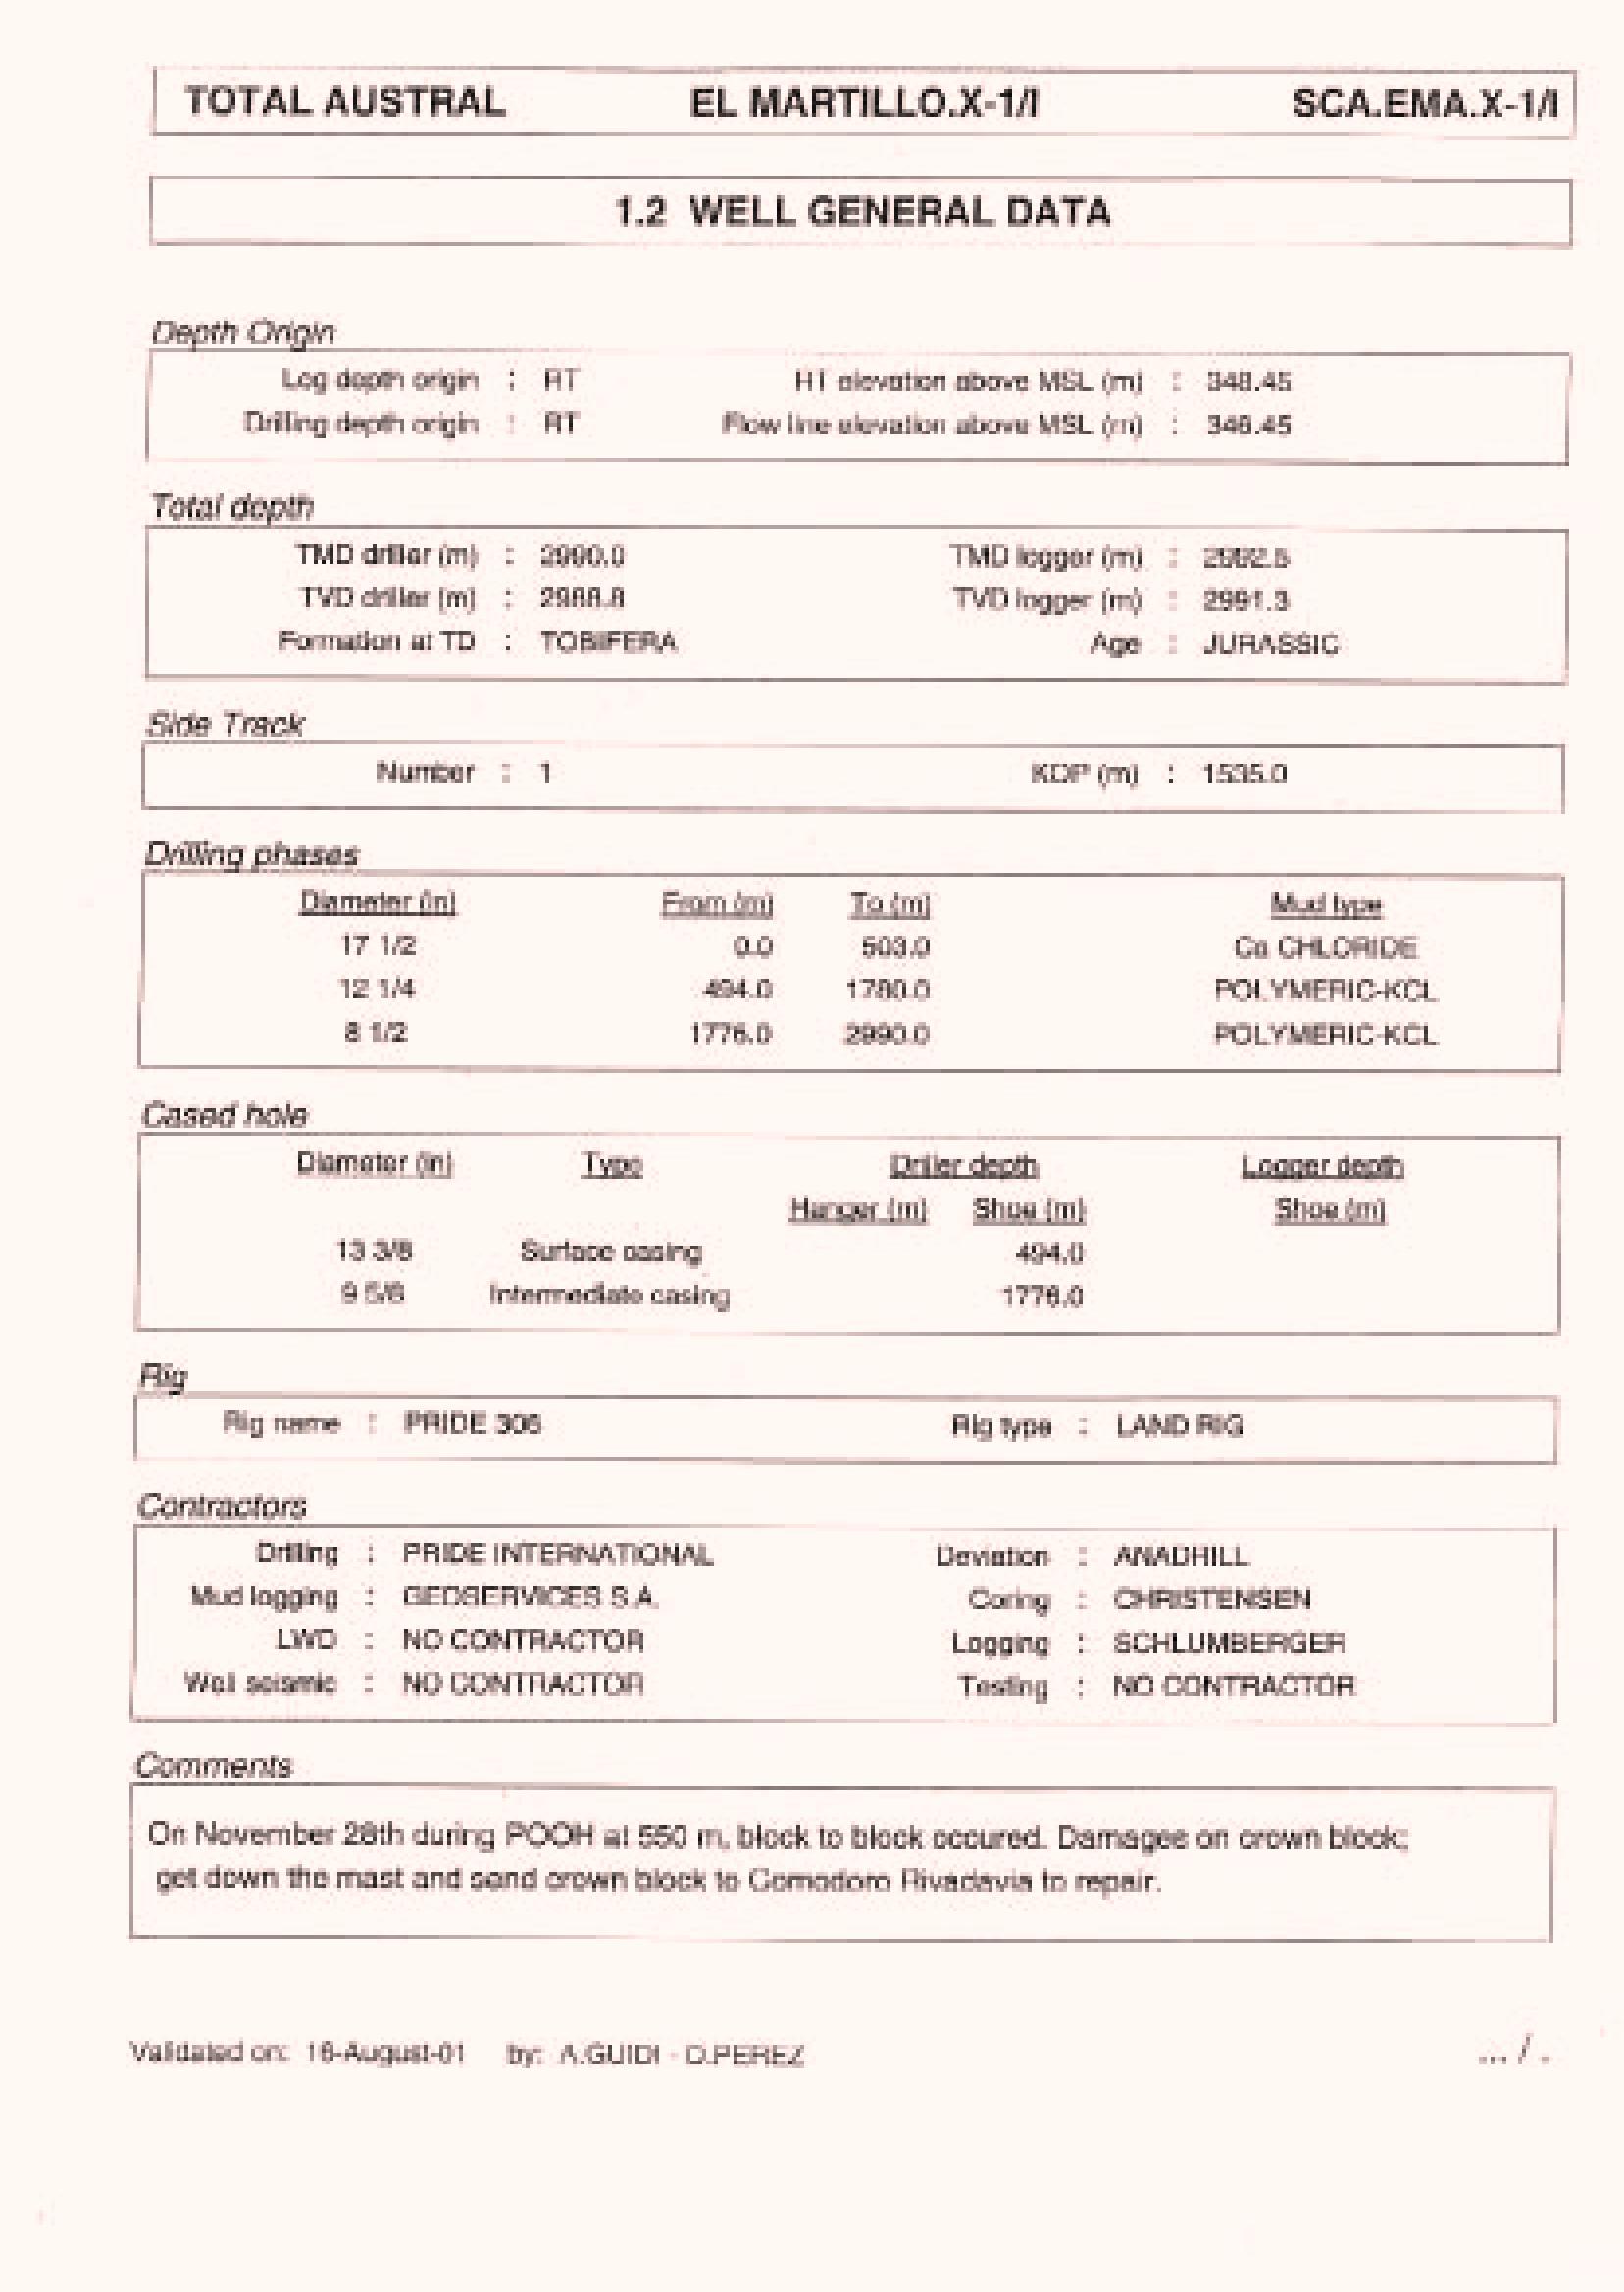 TOTAL AUSTRAL EL MARTILLO.X-1/I SCA.EMA.X-1/I
1.2 WELL GENERAL DATA
Depth Origin
Log depth origin : RT RT elevation above MSL (m) : 348.45
Drilling depth origin : RT Flow line elevation above MSL (m) : 346.45
Total depth
TMD driller (m) : 2990.0 TMD logger (m) : 2992.5
TVD driller (m) : 2988.8 TVD logger (m) : 2991.3
Formation at TD : TOBIFERA Age : JURASSIC
Side Track
Number : 1 KOP (m) : 1535.0
Drilling phases
Diameter (in) From (m) To (m) Mud type
17 1/2 0.0 503.0 Ca CHLORIDE
12 1/4 494.0 1780.0 POLYMERIC-KCL
8 1/2 1776.0 2990.0 POLYMERIC-KCL
Cased hole
Diameter (in) Type Driller depth Logger depth
Hanger (m) Shoe (m) Shoe (m)
13 3/8 Surface casing 494.0
9 5/8 Intermediate casing 1776.0
Rig
Rig name : PRIDE 306 Rig type : LAND RIG
Contractors
Drilling : PRIDE INTERNATIONAL Deviation : ANADRILL
Mud logging : GEOSERVICES S.A. Coring : CHRISTENSEN
LWD : NO CONTRACTOR Logging : SCHLUMBERGER
Well seismic : NO CONTRACTOR Testing : NO CONTRACTOR
Comments
On November 28th during POOH at 550 m, block to block occured. Damages on crown block;
get down the mast and send crown block to Comodoro Rivadavia to repair.
Validated on: 16-August-01 by: A.GUIDI - D.PEREZ ... / .